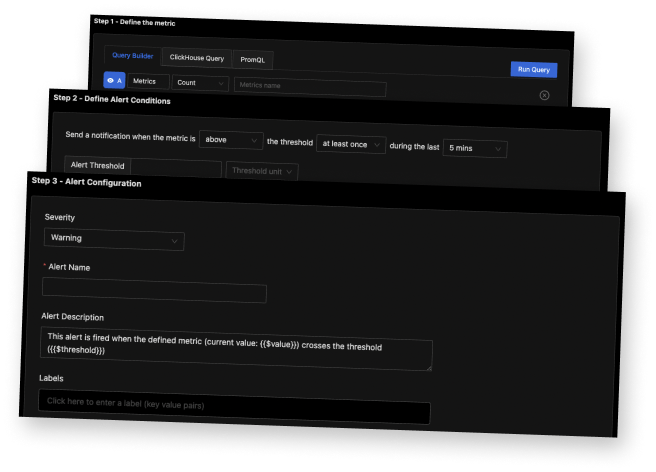 Step 1 - Define the metric
Query Builder
ClickHouse Query
PromQL
Run Query
A
Metrics
Count
Metrics name
Step 2 - Define Alert Conditions
Send a notification when the metric is above the threshold at least once during the last 5 mins
Alert Threshold
Threshold unit
Step 3 - Alert Configuration
Severity
Warning
* Alert Name
Alert Description
This alert is fired when the defined metric (current value: {{$value}}) crosses the threshold
({{$threshold}})
Labels
Click here to enter a label (key value pairs)